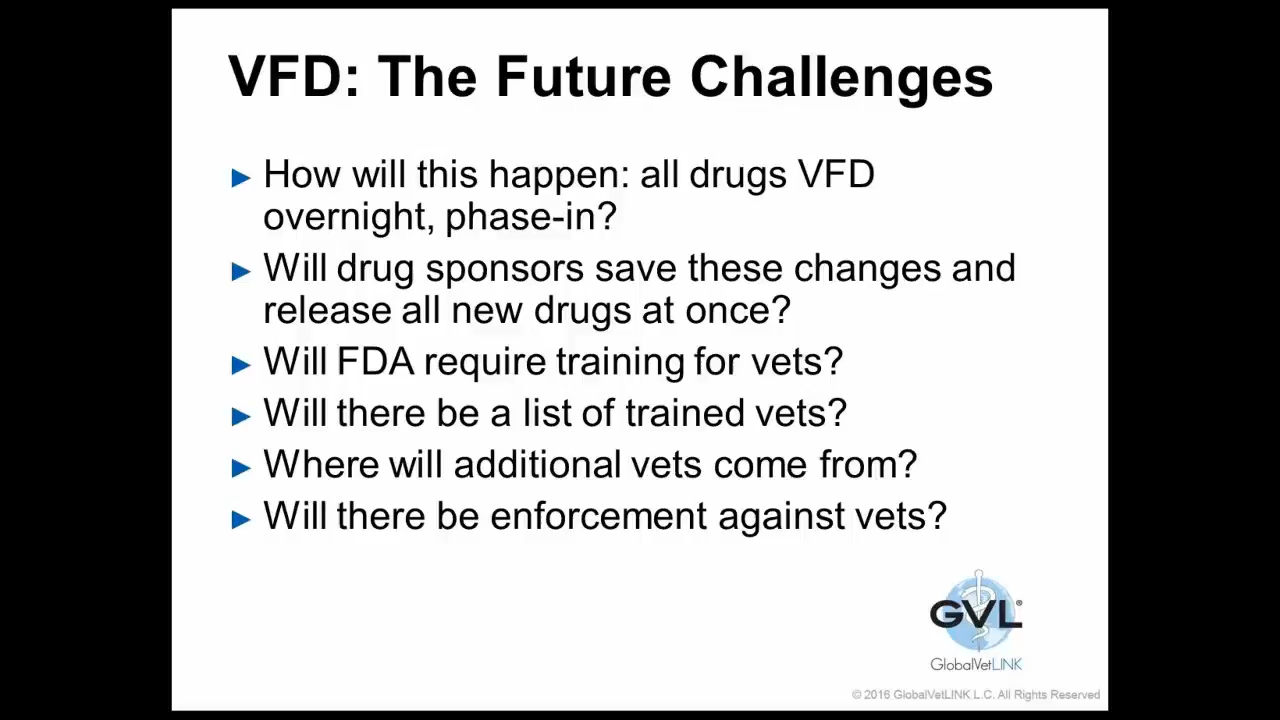 VFD: The Future Challenges
► How will this happen: all drugs VFD
overnight, phase-in?
► Will drug sponsors save these changes and
release all new drugs at once?
► Will FDA require training for vets?
► Will there be a list of trained vets?
► Where will additional vets come from?
► Will there be enforcement against vets?
GVL®
GlobalVetLINK
© 2016 GlobalVetLINK L.C. All Rights Reserved